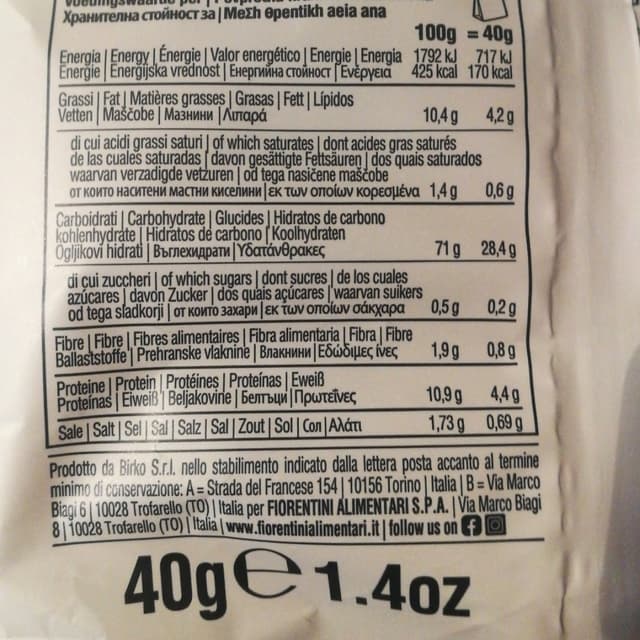 Хранителна стойност за | ΜεΣh Θpentikh aeia ana
100g = 40g
Energia | Energy | Énergie | Valor energético | Energie | Energia 1792 kJ 717 kJ
Energie | Energijska vrednost | Енергийна стойност | Ενέργεια 425 kcal 170 kcal
Grassi | Fat | Matières grasses | Grasas | Fett | Lípidos
Vetten | Maščobe | Мазнини | Λιπαρά 10,4 g 4,2 g
di cui acidi grassi saturi | of which saturates | dont acides gras saturés
de las cuales saturadas | davon gesättigte Fettsäuren | dos quais saturados
waarvan verzadigde vetzuren | od tega nasičene maščobe
от които наситени мастни киселини | εκ των οποίων κορεσμένα 1,4 g 0,6 g
Carboidrati | Carbohydrate | Glucides | Hidratos de carbono
kohlenhydrate | Hidratos de carbono | Koolhydraten
Ogljikovi hidrati | Въглехидрати | Υδατάνθρακες 71 g 28,4 g
di cui zuccheri | of which sugars | dont sucres | de los cuales
azúcares | davon Zucker | dos quais açúcares | waarvan suikers
od tega sladkorji | от които захари | εκ των οποίων σάκχαρα 0,5 g 0,2 g
Fibre | Fibre | Fibres alimentaires | Fibra alimentaria | Fibra | Fibre
Ballaststoffe | Prehranske vlaknine | Влакнини | Εδώδιμες ίνες 1,9 g 0,8 g
Proteine | Protein | Protéines | Proteínas | Eweiß
Proteínas | Eiweiß | Beljakovine | Белтъци | Πρωτεΐνες 10,9 g 4,4 g
Sale | Salt | Sel | Sal | Salz | Sal | Zout | Sol | Сол | Αλάτι 1,73 g 0,69 g
Prodotto da Birko S.r.l. nello stabilimento indicato dalla lettera posta accanto al termine
minimo di conservazione: A = Strada del Francese 154 | 10156 Torino | Italia | B = Via Marco
Biagi 6 | 10028 Trofarello (TO) | Italia per FIORENTINI ALIMENTARI S.P.A. | Via Marco Biagi
8 | 10028 Trofarello (TO) | Italia | www.fiorentinialimentari.it | follow us on
40g e 1.4oz